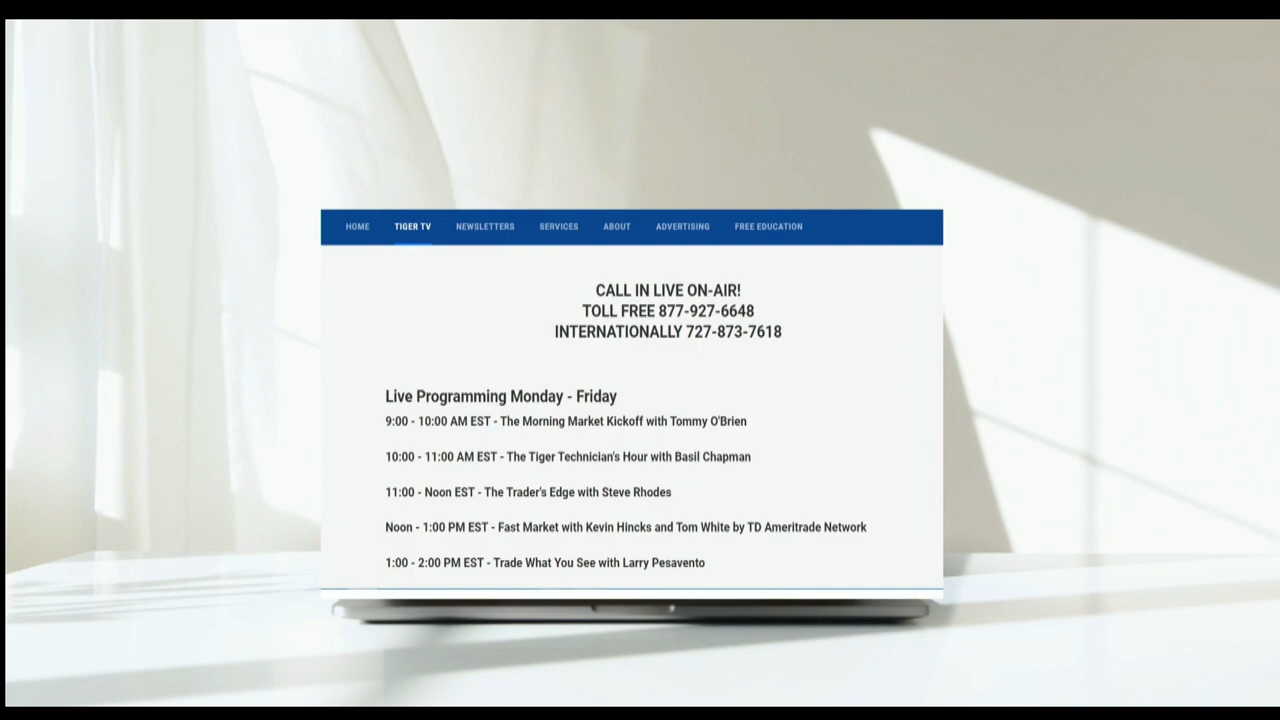 HOME TIGER TV NEWSLETTERS SERVICES ABOUT ADVERTISING FREE EDUCATION
CALL IN LIVE ON-AIR!
TOLL FREE 877-927-6648
INTERNATIONALLY 727-873-7618
Live Programming Monday - Friday
9:00 - 10:00 AM EST - The Morning Market Kickoff with Tommy O'Brien
10:00 - 11:00 AM EST - The Tiger Technician's Hour with Basil Chapman
11:00 - Noon EST - The Trader's Edge with Steve Rhodes
Noon - 1:00 PM EST - Fast Market with Kevin Hincks and Tom White by TD Ameritrade Network
1:00 - 2:00 PM EST - Trade What You See with Larry Pesavento